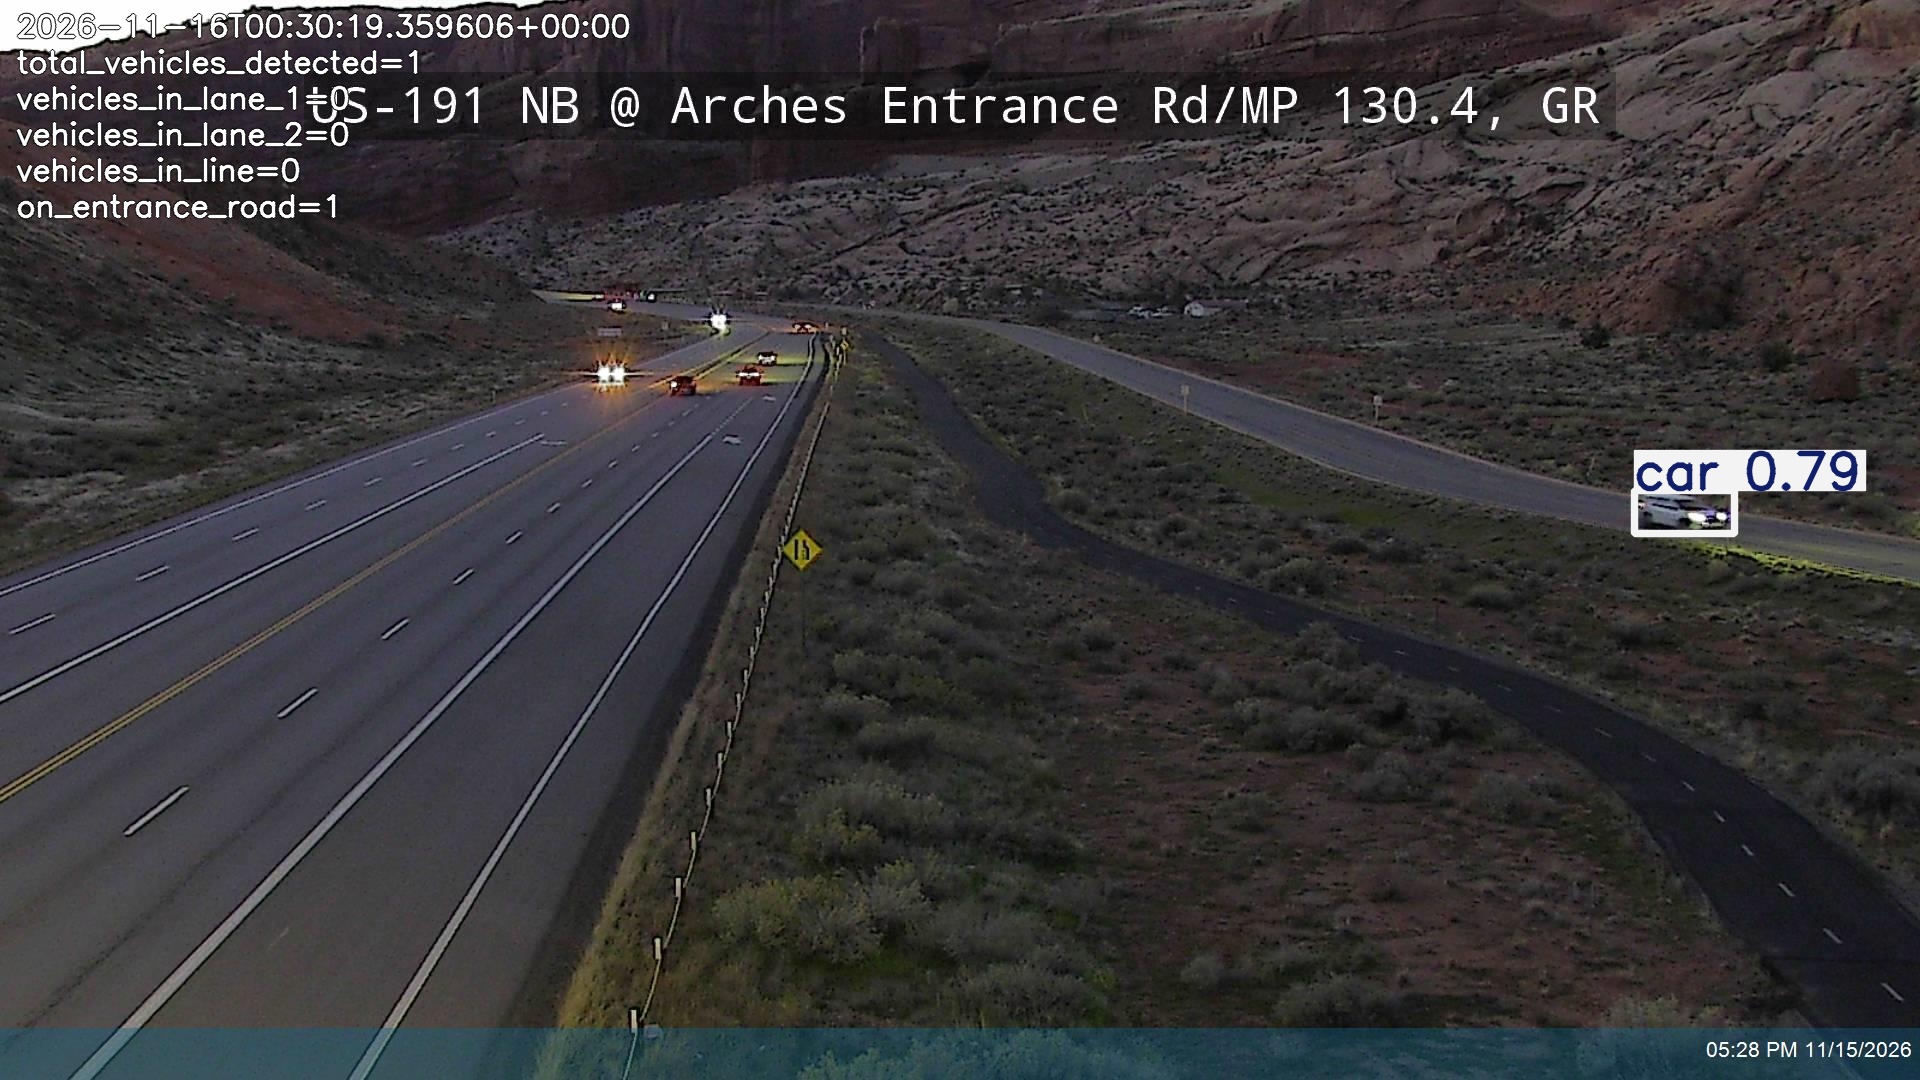 2026-11-16T00:30:19.359606+00:00
total_vehicles_detected=1
vehicles_in_lane_1=0
US-191 NB @ Arches Entrance Rd/MP 130.4, GR
vehicles_in_lane_2=0
vehicles_in_line=0
on_entrance_road=1
car 0.79
05:28 PM 11/15/2026